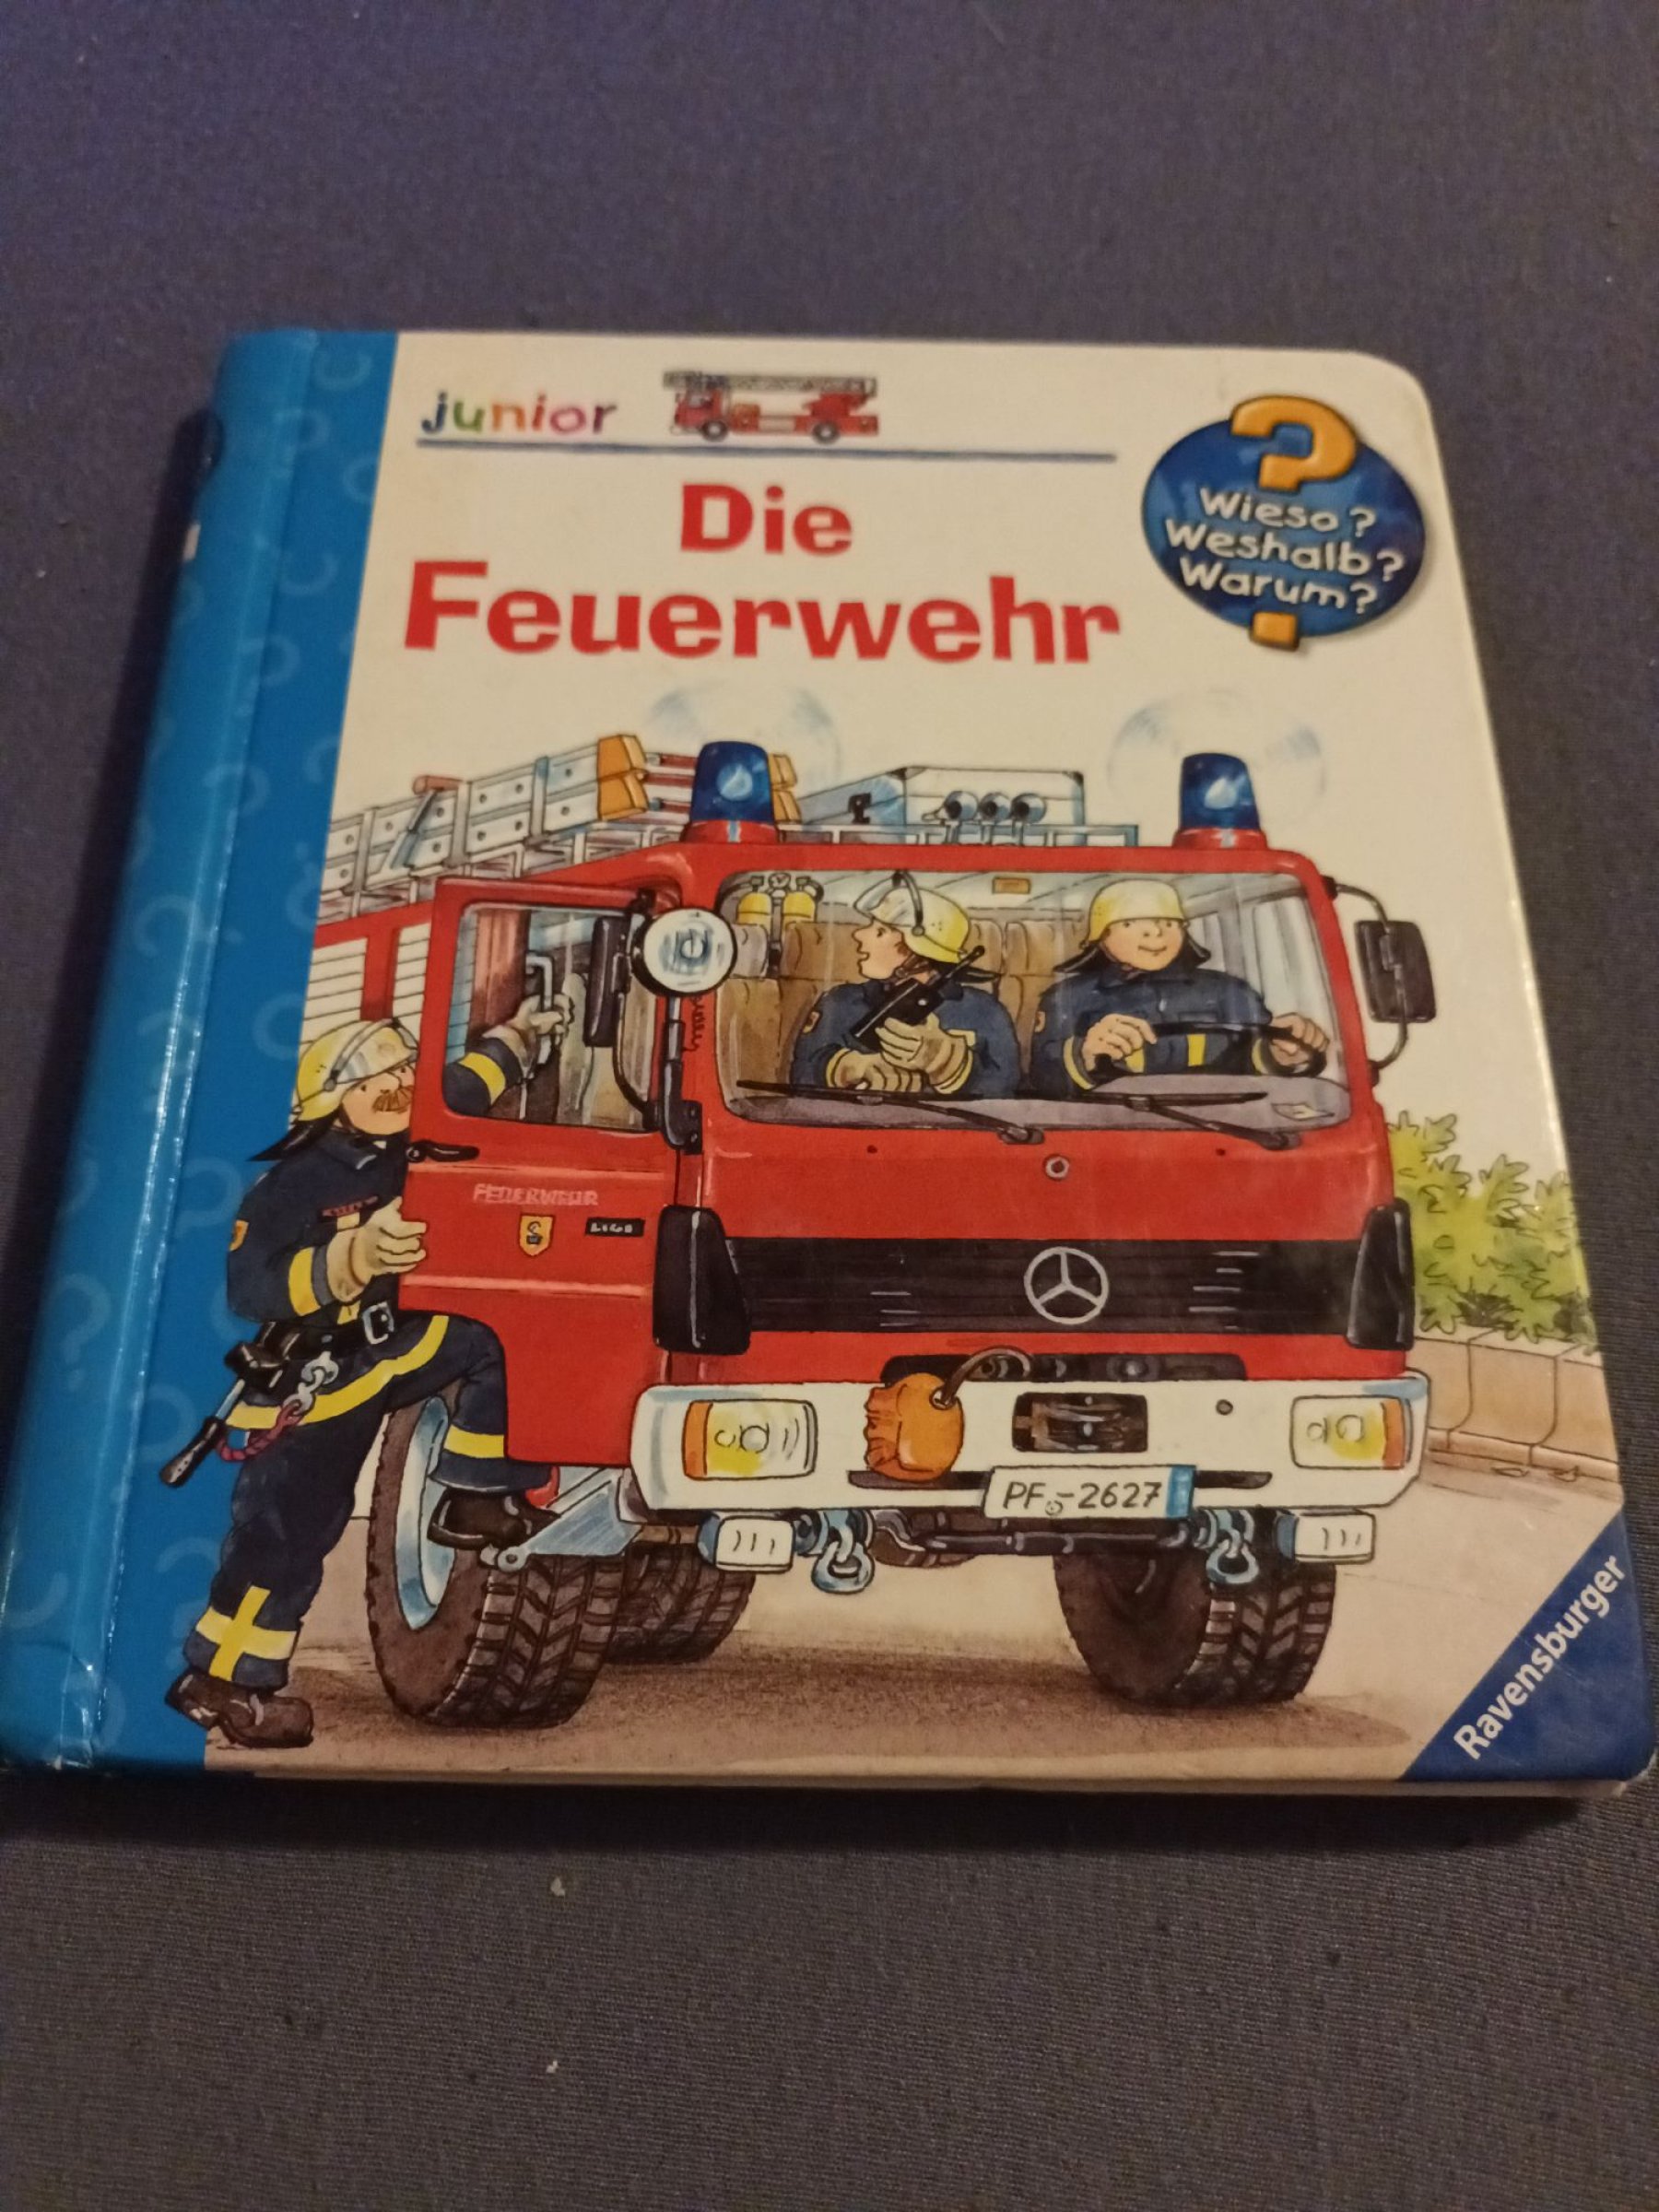 junior
Die
Feuerwehr
Wieso?
Weshalb?
Warum?
FEUERWEHR
PF-2627
Ravensburger